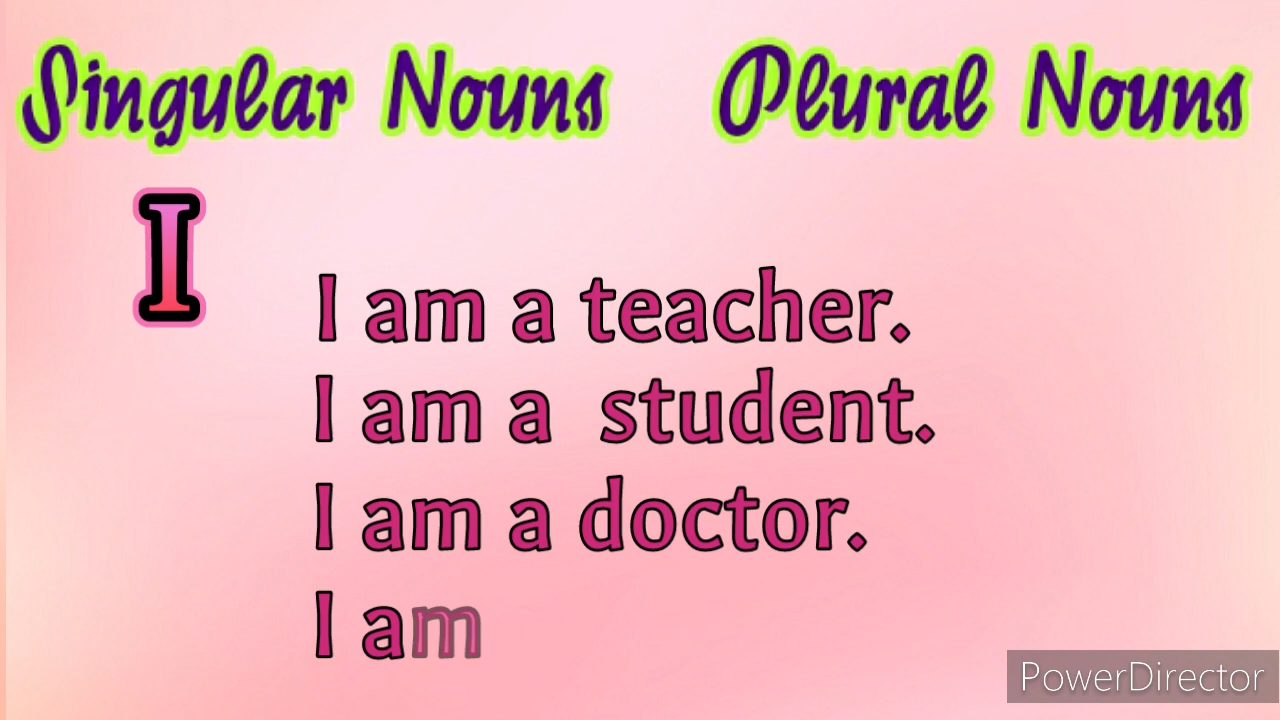 Singular Nouns Plural Nouns
I
I am a teacher.
I am a student.
I am a doctor.
I am
PowerDirector